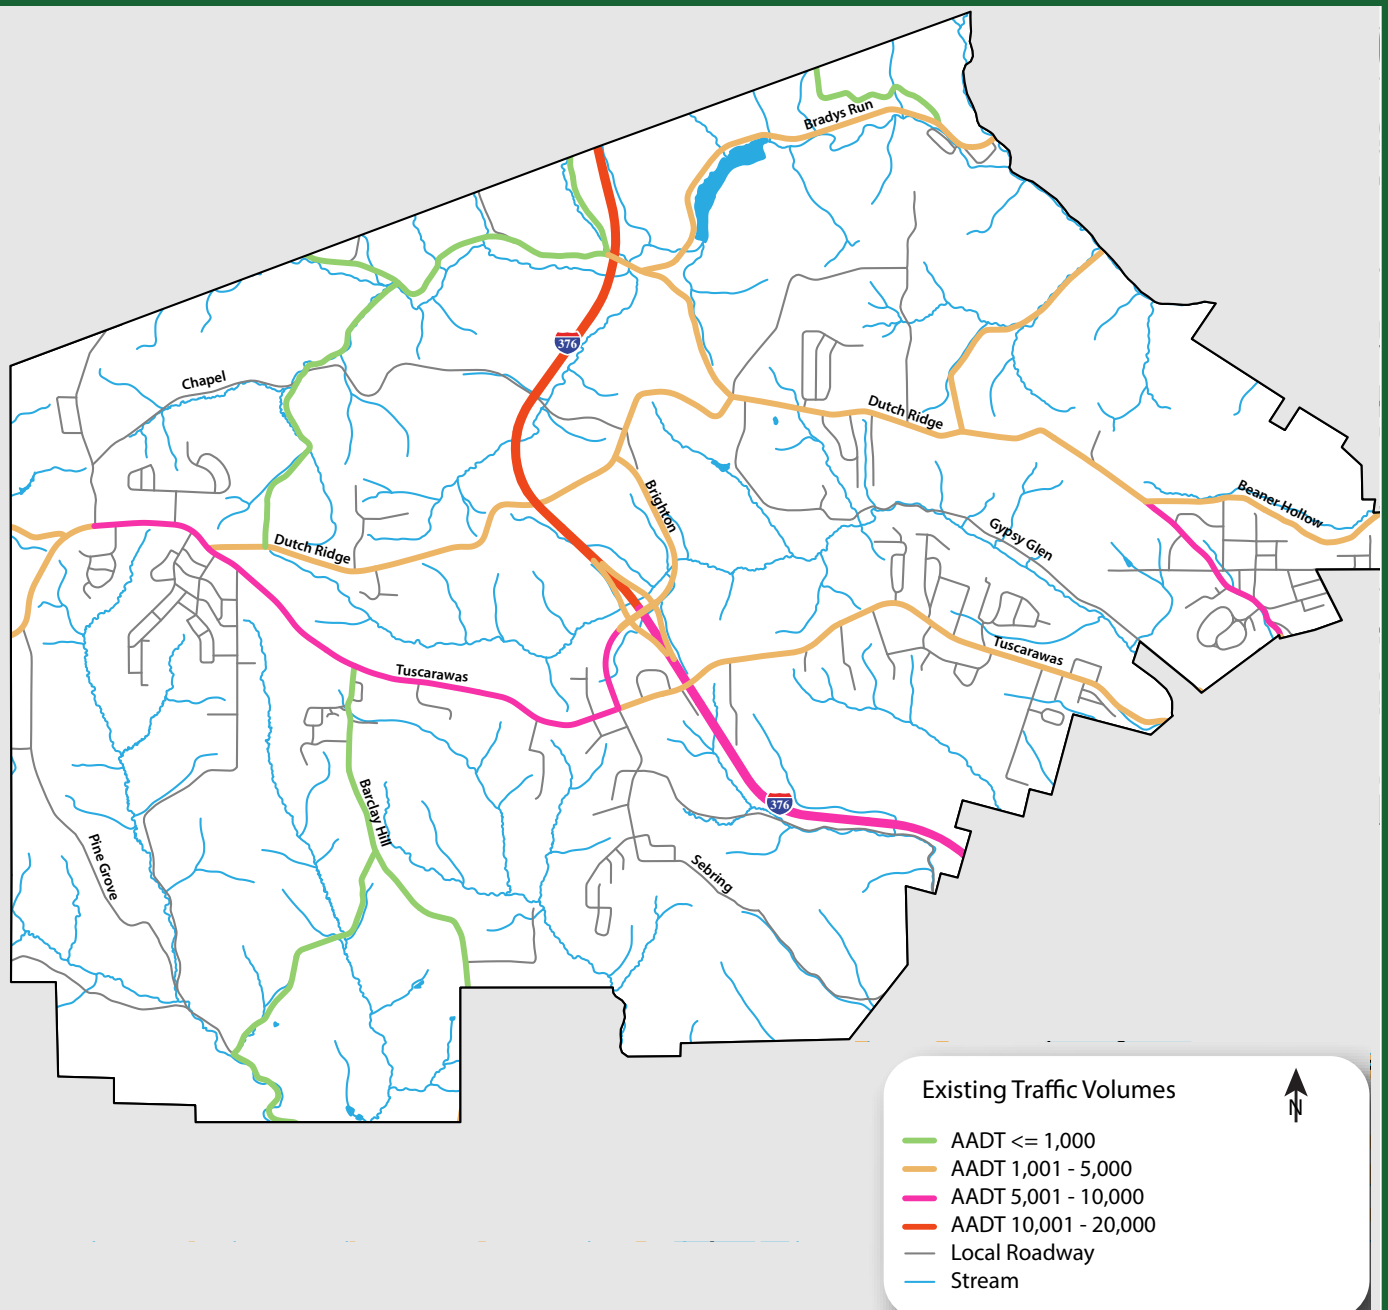 Bradys Run
376
Chapel
Dutch Ridge
Beaner Hollow
Brighton
Gypsy Glen
Dutch Ridge
Tuscarawas
Tuscarawas
376
Barclay Hill
Pine Grove
Sebring
Existing Traffic Volumes
N
AADT <= 1,000
AADT 1,001 - 5,000
AADT 5,001 - 10,000
AADT 10,001 - 20,000
Local Roadway
Stream